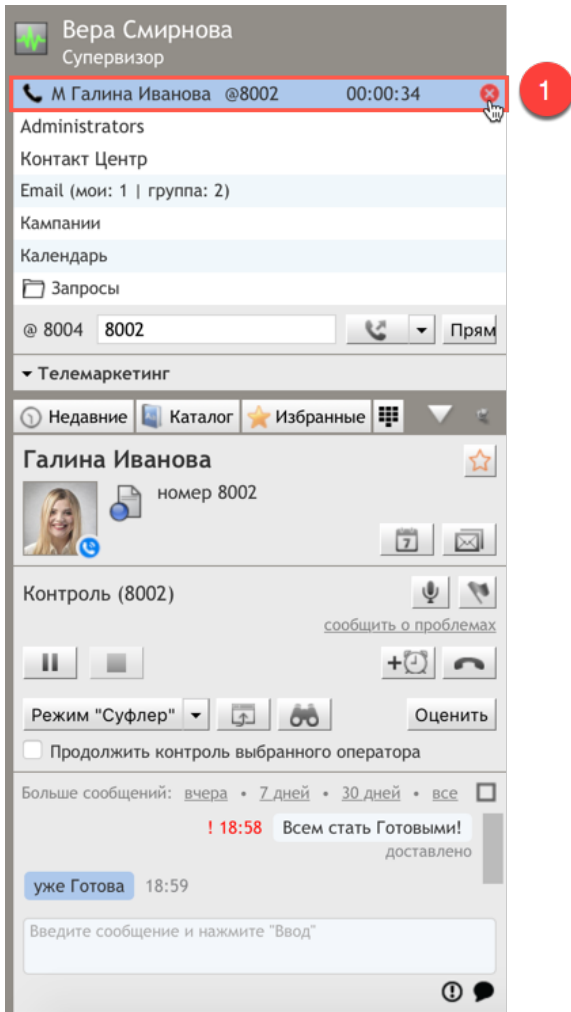 Вера Смирнова
Супервизор
М Галина Иванова @8002 00:00:34
1
Administrators
Контакт Центр
Email (мои: 1 | группа: 2)
Кампании
Календарь
Запросы
@ 8004 8002 Прям
Телемаркетинг
Недавние Каталог Избранные
Галина Иванова
номер 8002
7
Контроль (8002)
сообщить о проблемах
+
Режим "Суфлер" Оценить
Продолжить контроль выбранного оператора
Больше сообщений: вчера • 7 дней • 30 дней • все
! 18:58 Всем стать Готовыми!
доставлено
уже Готова 18:59
Введите сообщение и нажмите "Ввод"